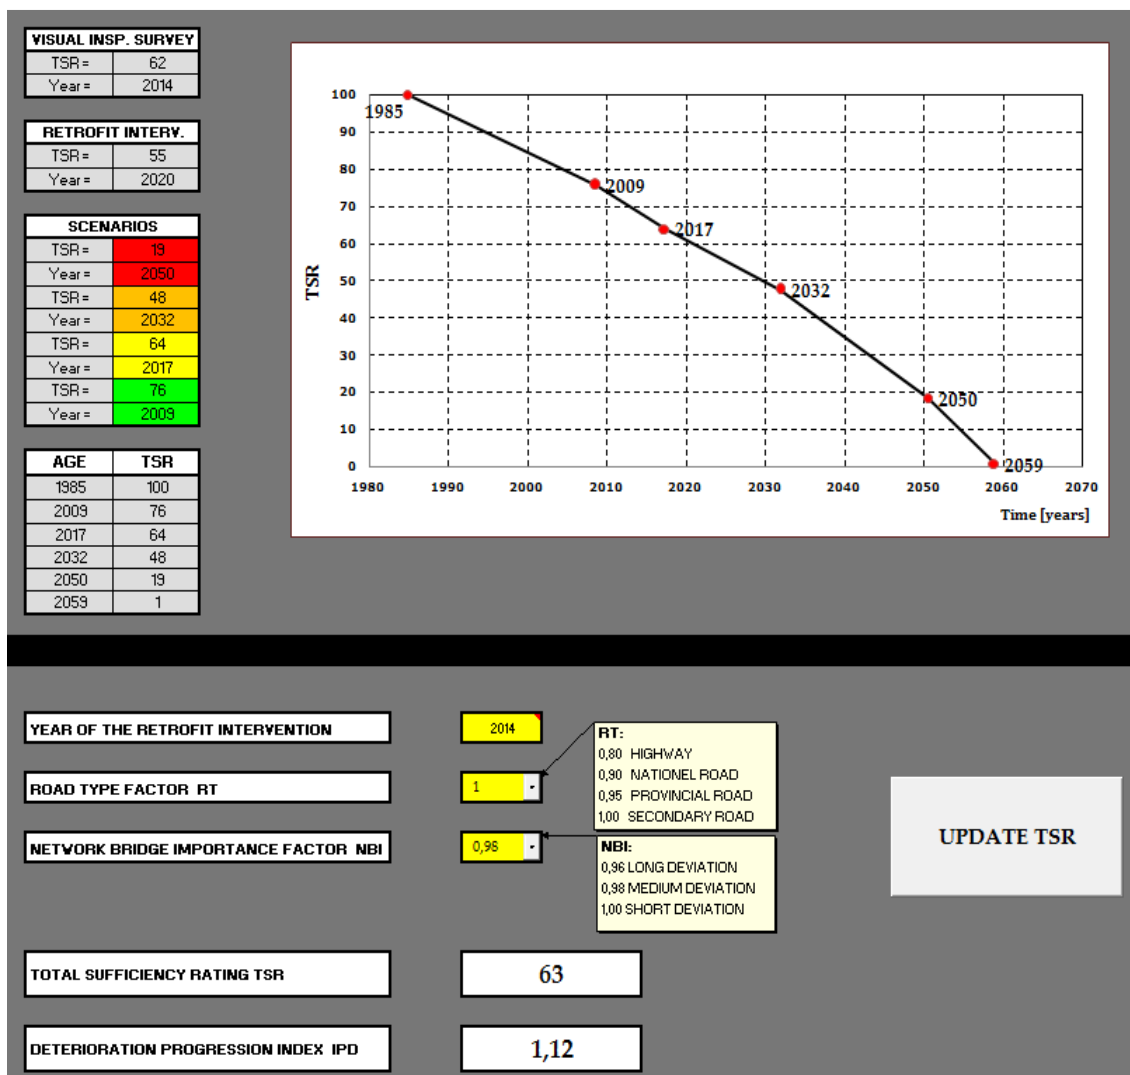 VISUAL INSP. SURVEY
TSR= 62
Year= 2014
RETROFIT INTERV.
TSR= 55
Year= 2020
SCENARIOS
TSR= 19
Year= 2050
TSR= 48
Year= 2032
TSR= 64
Year= 2017
TSR= 76
Year= 2009
AGE TSR
1985 100
2009 76
2017 64
2032 48
2050 19
2059 1
TSR
100
90
80
70
60
50
40
30
20
10
0
1985
2009
2017
2032
2050
2059
1980 1990 2000 2010 2020 2030 2040 2050 2060 2070
Time [years]
YEAR OF THE RETROFIT INTERVENTION 2014
ROAD TYPE FACTOR RT 1
RT:
0,80 HIGHWAY
0,90 NATIONEL ROAD
0,95 PROVINCIAL ROAD
1,00 SECONDARY ROAD
NETWORK BRIDGE IMPORTANCE FACTOR NBI 0,98
NBI:
0,96 LONG DEVIATION
0,98 MEDIUM DEVIATION
1,00 SHORT DEVIATION
UPDATE TSR
TOTAL SUFFICIENCY RATING TSR 63
DETERIORATION PROGRESSION INDEX IPD 1,12